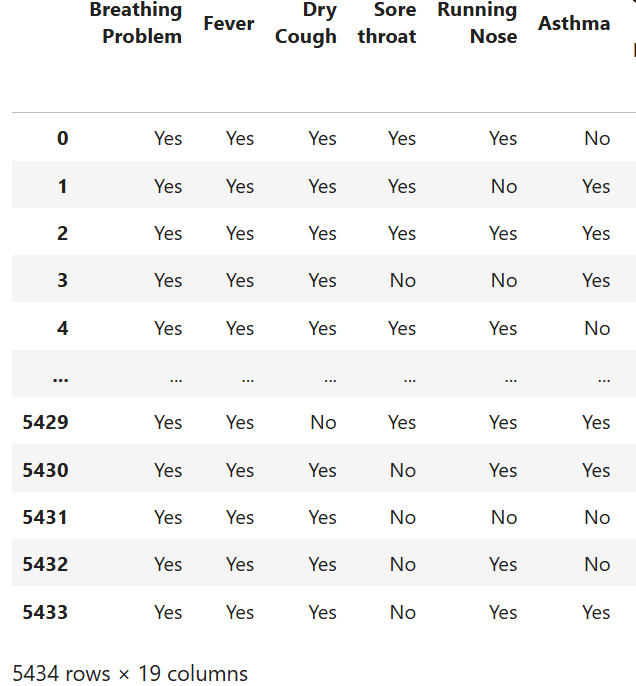 Breathing Problem Fever Dry Cough Sore throat Running Nose Asthma
0 Yes Yes Yes Yes Yes No
1 Yes Yes Yes Yes No Yes
2 Yes Yes Yes Yes Yes Yes
3 Yes Yes Yes No No Yes
4 Yes Yes Yes Yes Yes No
... ... ... ... ... ... ...
5429 Yes Yes No Yes Yes Yes
5430 Yes Yes Yes No Yes Yes
5431 Yes Yes Yes No No No
5432 Yes Yes Yes No Yes No
5433 Yes Yes Yes No Yes Yes
5434 rows × 19 columns